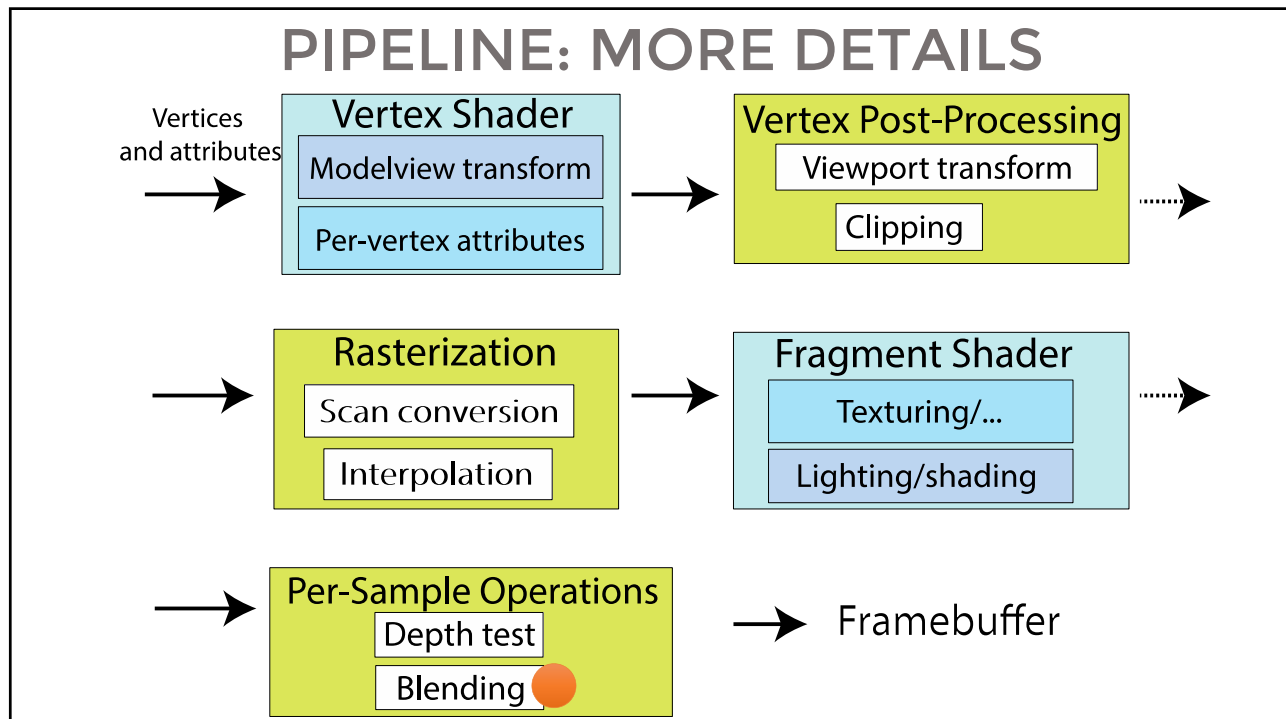 PIPELINE: MORE DETAILS
Vertices
and attributes
Vertex Shader
Modelview transform
Per-vertex attributes
Vertex Post-Processing
Viewport transform
Clipping
Rasterization
Scan conversion
Interpolation
Fragment Shader
Texturing/...
Lighting/shading
Per-Sample Operations
Depth test
Blending
Framebuffer